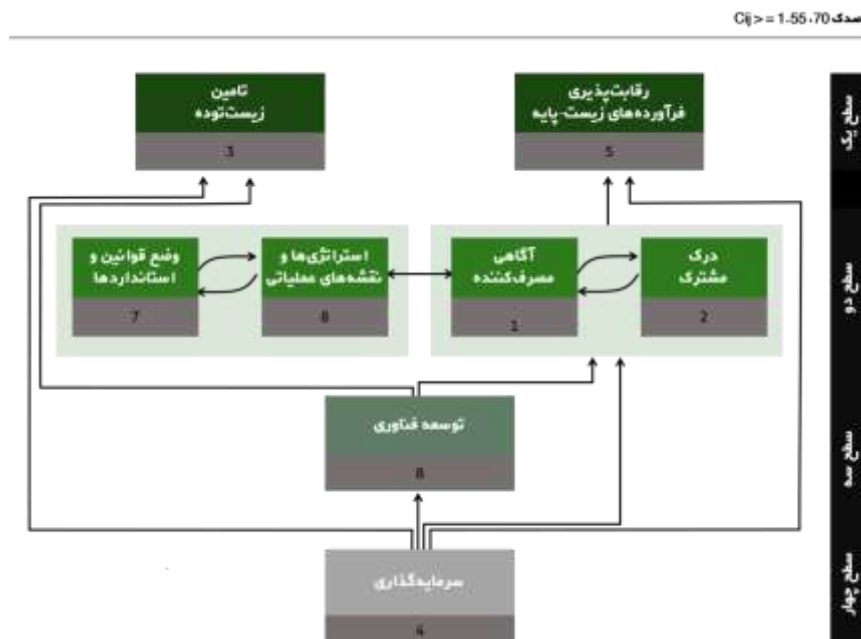 صدک 70، Cij > = 1.55
تامین
زیست‌توده
3
رقابت‌پذیری
فرآورده‌های زیست-پایه
5
سطح یک
وضع قوانین و
استانداردها
7
استراتژی‌ها و
نقشه‌های عملیاتی
آگاهی
مصرف‌کننده
1
درک
مشترک
2
سطح دو
توسعه فناوری
سطح سه
سرمایه‌گذاری
4
سطح چهار